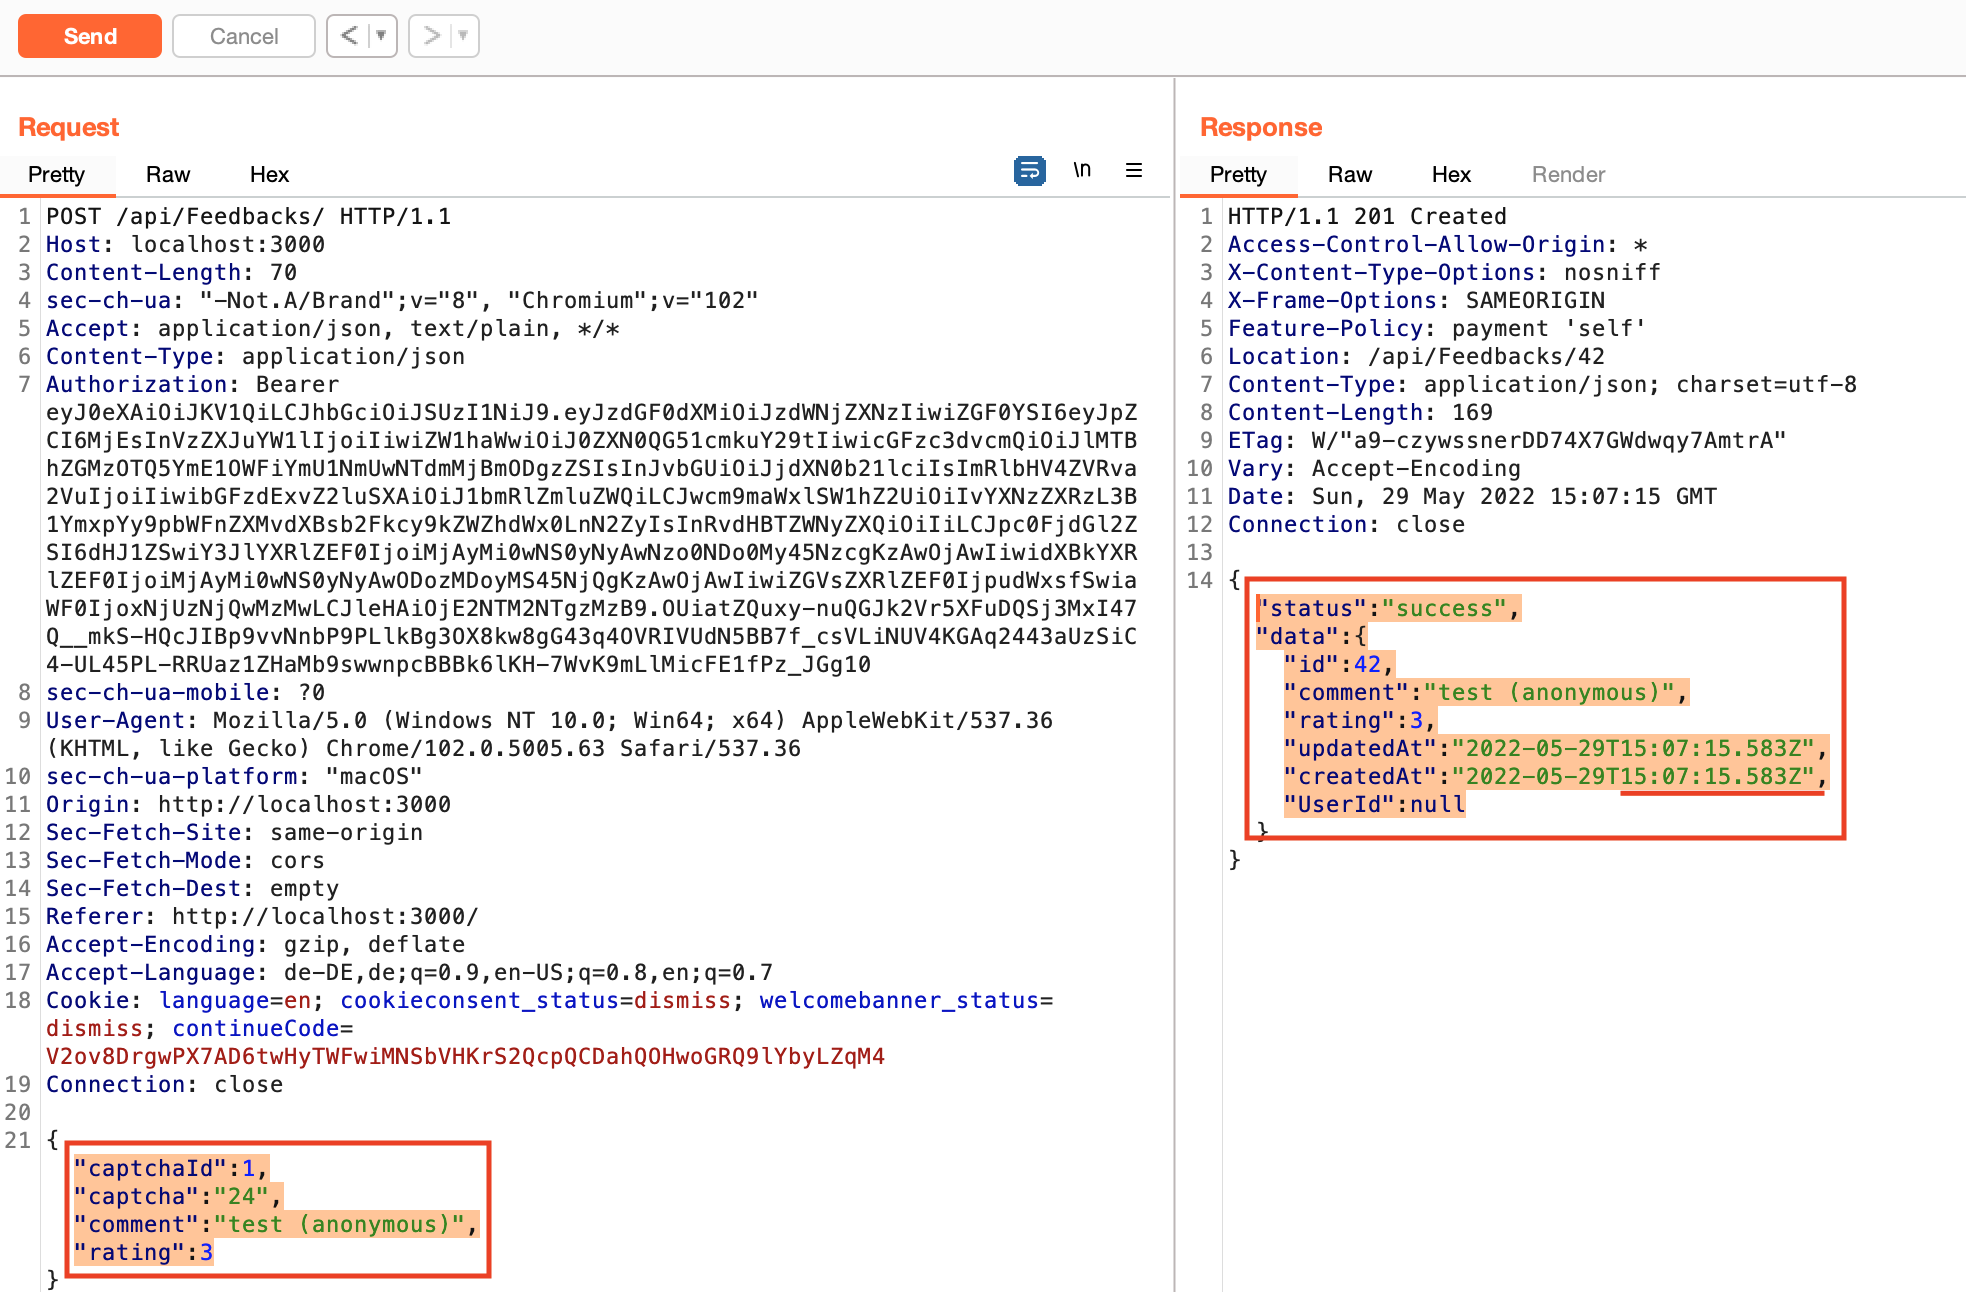 Send Cancel < >
Request
Pretty Raw Hex \n
1 POST /api/Feedbacks/ HTTP/1.1
2 Host: localhost:3000
3 Content-Length: 70
4 sec-ch-ua: "-Not.A/Brand";v="8", "Chromium";v="102"
5 Accept: application/json, text/plain, */*
6 Content-Type: application/json
7 Authorization: Bearer
eyJ0eXAiOiJKV1QiLCJhbGciOiJSUzI1NiJ9.eyJzdGF0dXMiOiJzdWNjZXNzIiwiZGF0YSI6eyJpZ
CI6MjEsInVzZXJuYW1lIjoiIiwiZW1haWwiOiJ0ZXN0QG51cmkuY29tIiwicGFzc3dvcmQiOiJlMTB
hZGMzOTQ5YmE1OWFiYmU1NmUwNTdmMjBmODgzZSIsInJvbGUiOiJjdXN0b21lciIsImRlbHV4ZVRva
2VuIjoiIiwibGFzdExvZ2luSXAiOiJ1bmRlZmluZWQiLCJwcm9maWxlSW1hZ2UiOiIvYXNzZXRzL3B
1YmxpYy9pbWFnZXMvdXBsb2Fkcy9kZWZhdWx0LnN2ZyIsInRvdHBTZWNyZXQiOiIiLCJpc0FjdGl2Z
SI6dHJ1ZSwiY3JlYXRlZEF0IjoiMjAyMi0wNS0yNyAwNzo0NDo0My45NzcgKzAwOjAwIiwidXBkYXR
lZEF0IjoiMjAyMi0wNS0yNyAwODozMDoyMS45NjQgKzAwOjAwIiwiZGVsZXRlZEF0IjpudWxsfSwia
WF0IjoxNjUzNjQwMzMwLCJleHAiOjE2NTM2NTgzMzB9.OUiatZQuxy-nuQGJk2Vr5XFuDQSj3MxI47
Q__mkS-HQcJIBp9vvNnbP9PLlkBg3OX8kw8gG43q4OVRIVUdN5BB7f_csVLiNUV4KGAq2443aUzSiC
4-UL45PL-RRUaz1ZHaMb9swwnpcBBBk6lKH-7WvK9mLlMicFE1fPz_JGg10
8 sec-ch-ua-mobile: ?0
9 User-Agent: Mozilla/5.0 (Windows NT 10.0; Win64; x64) AppleWebKit/537.36
(KHTML, like Gecko) Chrome/102.0.5005.63 Safari/537.36
10 sec-ch-ua-platform: "macOS"
11 Origin: http://localhost:3000
12 Sec-Fetch-Site: same-origin
13 Sec-Fetch-Mode: cors
14 Sec-Fetch-Dest: empty
15 Referer: http://localhost:3000/
16 Accept-Encoding: gzip, deflate
17 Accept-Language: de-DE,de;q=0.9,en-US;q=0.8,en;q=0.7
18 Cookie: language=en; cookieconsent_status=dismiss; welcomebanner_status=
dismiss; continueCode=
V2ov8DrgwPX7AD6twHyTWFwiMNSbVHKrS2QcpQCDahQOHwoGRQ9lYbyLZqM4
19 Connection: close
20
21 {
"captchaId":1,
"captcha":"24",
"comment":"test (anonymous)",
"rating":3
}
Response
Pretty Raw Hex Render
1 HTTP/1.1 201 Created
2 Access-Control-Allow-Origin: *
3 X-Content-Type-Options: nosniff
4 X-Frame-Options: SAMEORIGIN
5 Feature-Policy: payment 'self'
6 Location: /api/Feedbacks/42
7 Content-Type: application/json; charset=utf-8
8 Content-Length: 169
9 ETag: W/"a9-czywssnerDD74X7GWdwqy7AmtrA"
10 Vary: Accept-Encoding
11 Date: Sun, 29 May 2022 15:07:15 GMT
12 Connection: close
13
14 {
"status":"success",
"data":{
"id":42,
"comment":"test (anonymous)",
"rating":3,
"updatedAt":"2022-05-29T15:07:15.583Z",
"createdAt":"2022-05-29T15:07:15.583Z",
"UserId":null
}
}